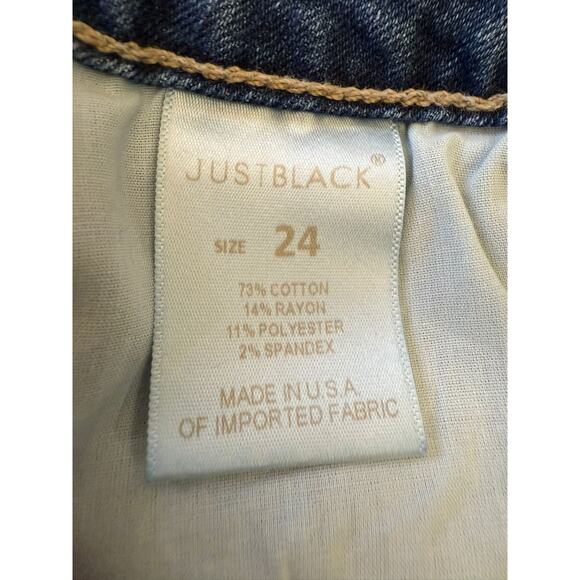 JUSTBLACK®
SIZE 24
73% COTTON
14% RAYON
11% POLYESTER
2% SPANDEX
MADE IN U.S.A.
OF IMPORTED FABRIC